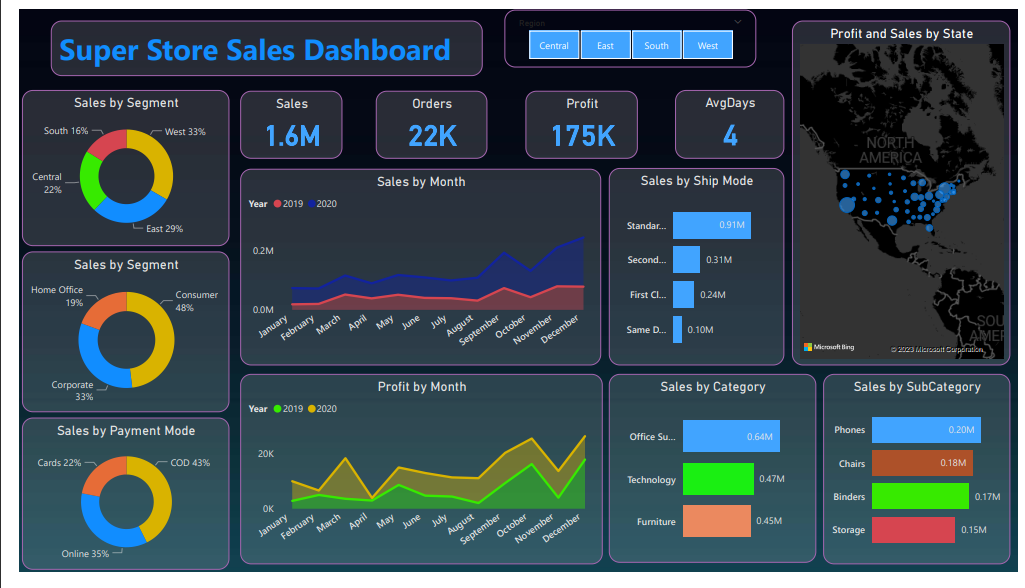 Super Store Sales Dashboard
Region
Central
East
South
West
Profit and Sales by State
NORTH
AMERICA
SOU
AMER
Microsoft Bing
© 2023 Microsoft Corporation
Sales by Segment
South 16%
West 33%
Central
22%
East 29%
Sales
1.6M
Orders
22K
Profit
175K
AvgDays
4
Sales by Month
Year 2019 2020
0.2M
0.0M
January
February
March
April
May
June
July
August
September
October
November
December
Sales by Ship Mode
Standar... 0.91M
Second... 0.31M
First Cl... 0.24M
Same D... 0.10M
Sales by Segment
Home Office
19%
Consumer
48%
Corporate
33%
Sales by Payment Mode
Cards 22%
COD 43%
Online 35%
Profit by Month
Year 2019 2020
20K
0K
January
February
March
April
May
June
July
August
September
October
November
December
Sales by Category
Office Su... 0.64M
Technology 0.47M
Furniture 0.45M
Sales by SubCategory
Phones 0.20M
Chairs 0.18M
Binders 0.17M
Storage 0.15M